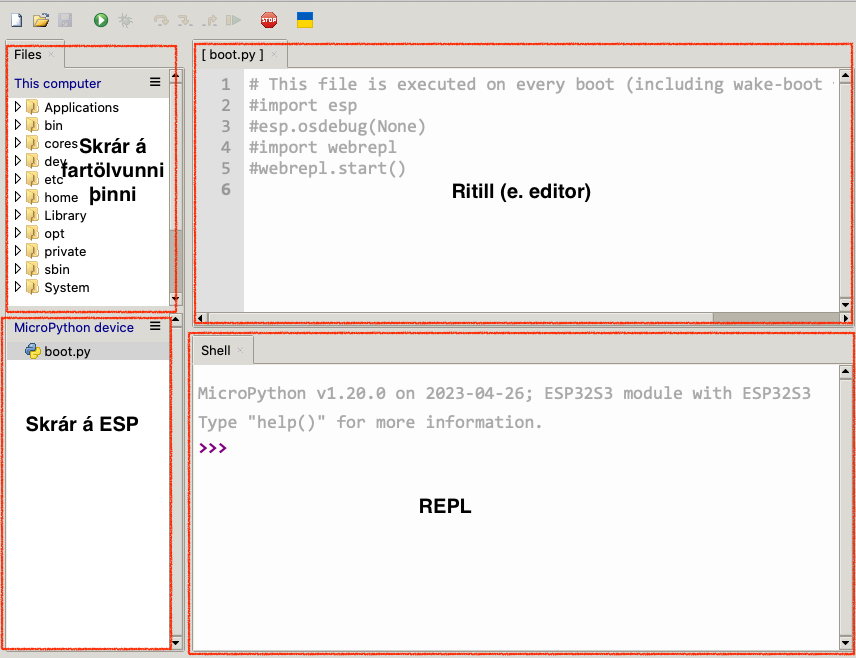 STOP
Files
This computer
Applications
bin
cores
dev
etc
home
Library
opt
private
sbin
System
Skrár á
fartölvunni
þinni
MicroPython device
boot.py
Skrár á ESP
[ boot.py ]
1 # This file is executed on every boot (including wake-boot
2 #import esp
3 #esp.osdebug(None)
4 #import webrepl
5 #webrepl.start()
6
Ritill (e. editor)
Shell
MicroPython v1.20.0 on 2023-04-26; ESP32S3 module with ESP32S3
Type "help()" for more information.
>>>
REPL